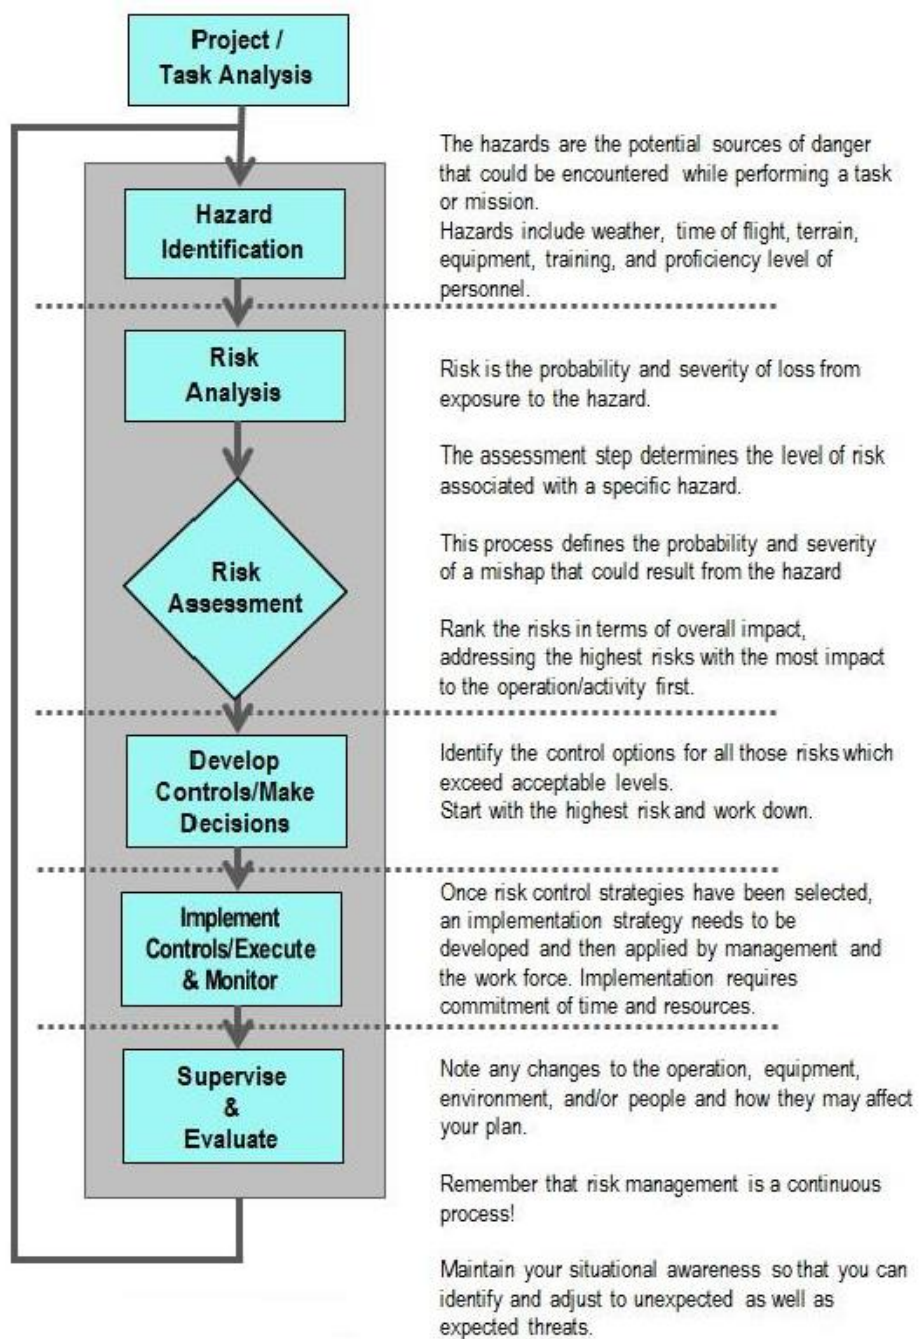 Project /
Task Analysis
The hazards are the potential sources of danger
that could be encountered while performing a task
or mission.
Hazards include weather, time of flight, terrain,
equipment, training, and proficiency level of
personnel.
Hazard
Identification
Risk
Analysis
Risk is the probability and severity of loss from
exposure to the hazard.
The assessment step determines the level of risk
associated with a specific hazard.
This process defines the probability and severity
of a mishap that could result from the hazard
Rank the risks in terms of overall impact,
addressing the highest risks with the most impact
to the operation/activity first.
Risk
Assessment
Develop
Controls/Make
Decisions
Identify the control options for all those risks which
exceed acceptable levels.
Start with the highest risk and work down.
Implement
Controls/Execute
& Monitor
Once risk control strategies have been selected,
an implementation strategy needs to be
developed and then applied by management and
the work force. Implementation requires
commitment of time and resources.
Supervise
&
Evaluate
Note any changes to the operation, equipment,
environment, and/or people and how they may affect
your plan.
Remember that risk management is a continuous
process!
Maintain your situational awareness so that you can
identify and adjust to unexpected as well as
expected threats.